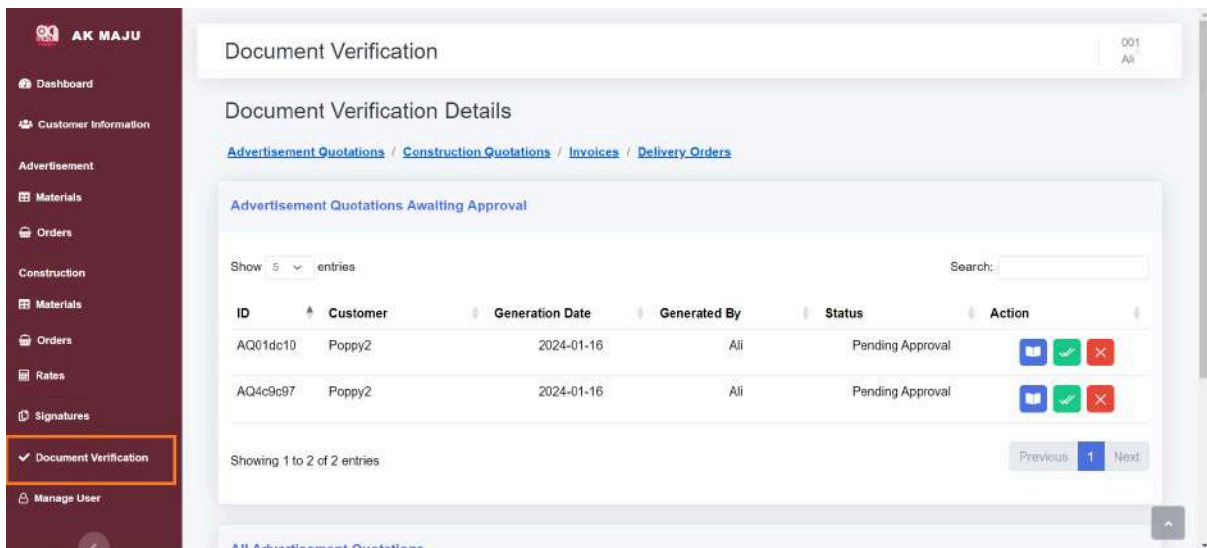 AK MAJU
Dashboard
Customer Information
Advertisement
Materials
Orders
Construction
Materials
Orders
Rates
Signatures
Document Verification
Manage User
Document Verification
001
Ali
Document Verification Details
Advertisement Quotations / Construction Quotations / Invoices / Delivery Orders
Advertisement Quotations Awaiting Approval
Show 5 entries
Search:
ID Customer Generation Date Generated By Status Action
AQ01dc10 Poppy2 2024-01-16 Ali Pending Approval
AQ4c9c97 Poppy2 2024-01-16 Ali Pending Approval
Showing 1 to 2 of 2 entries
Previous 1 Next
All Advertisement Quotations